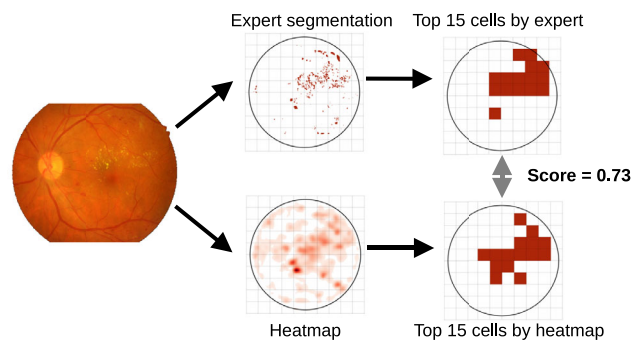 Expert segmentation
Top 15 cells by expert
Score = 0.73
Heatmap
Top 15 cells by heatmap